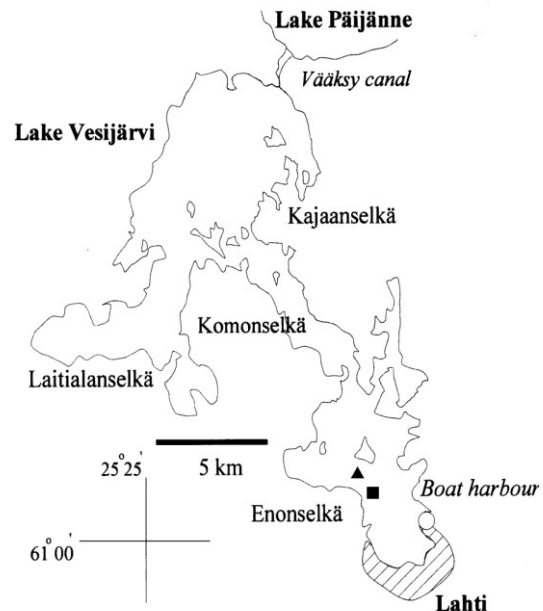 Lake Päijänne
Vääksy canal
Lake Vesijärvi
Kajaanselkä
Komonselkä
Laitialanselkä
25°25'
5 km
Boat harbour
Enonselkä
61°00'
Lahti